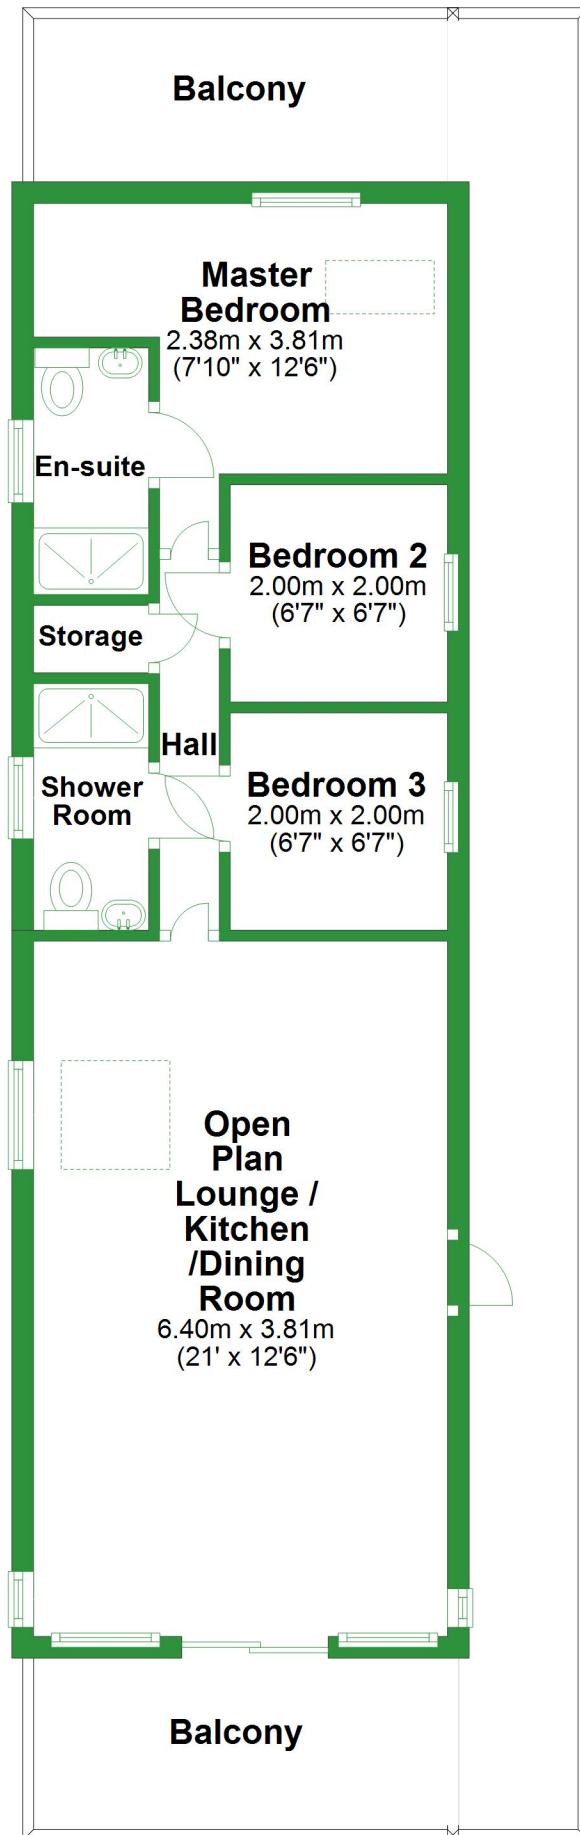 Balcony
Master
Bedroom
2.38m x 3.81m
(7'10" x 12'6")
En-suite
Bedroom 2
2.00m x 2.00m
(6'7" x 6'7")
Storage
Hall
Shower
Room
Bedroom 3
2.00m x 2.00m
(6'7" x 6'7")
Open
Plan
Lounge /
Kitchen
/Dining
Room
6.40m x 3.81m
(21' x 12'6")
Balcony